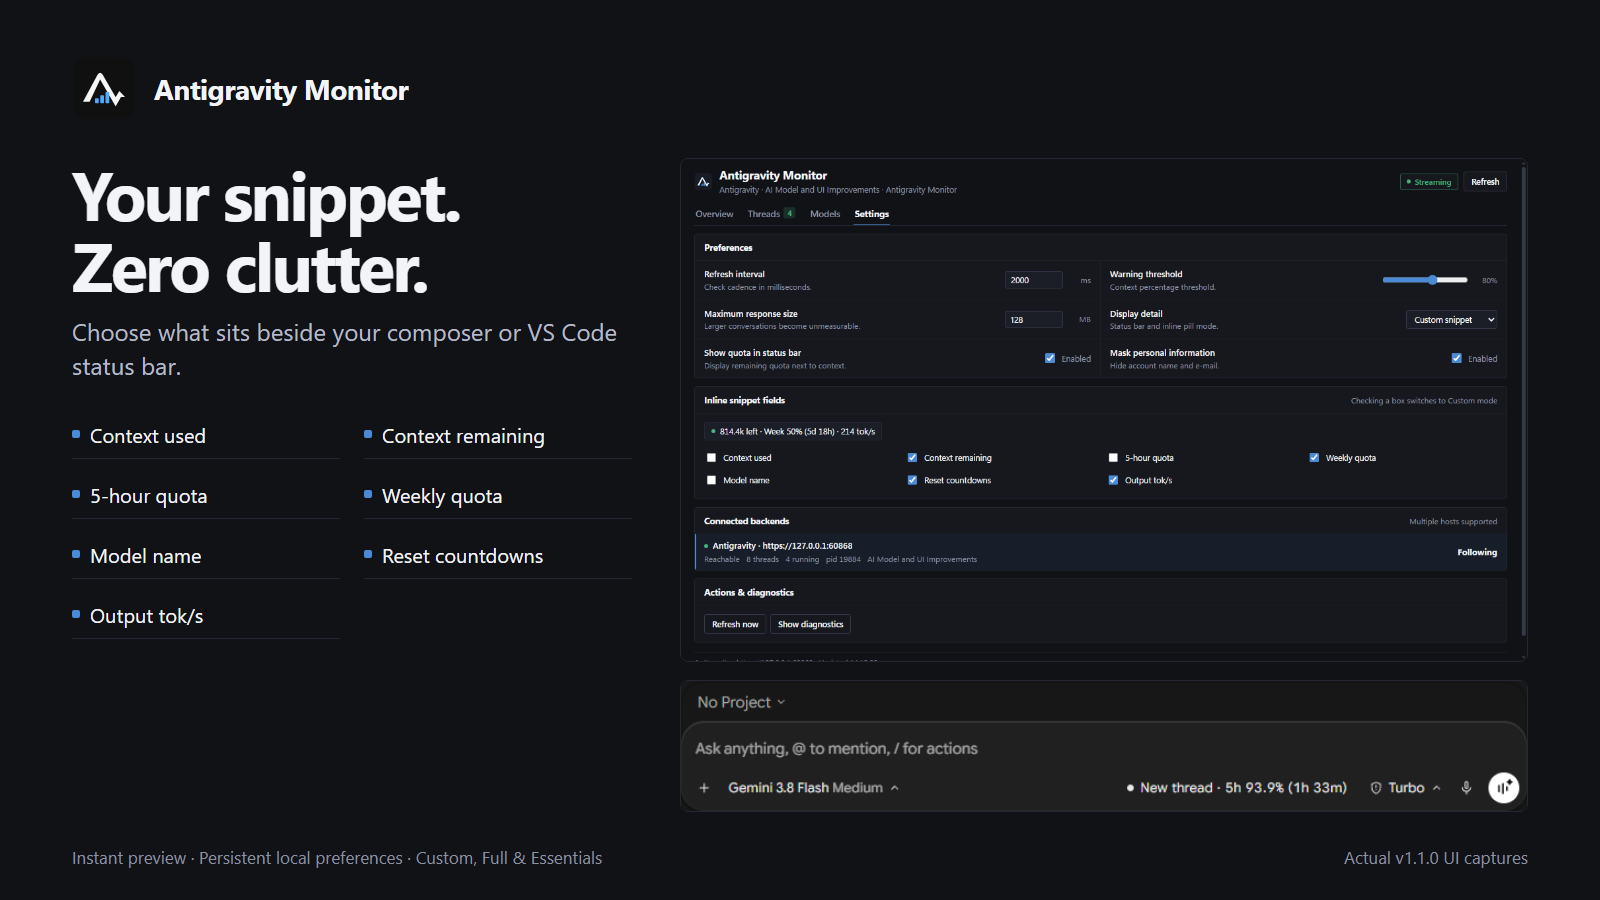 Antigravity Monitor
Your snippet.
Zero clutter.
Choose what sits beside your composer or VS Code
status bar.
Context used
Context remaining
5-hour quota
Weekly quota
Model name
Reset countdowns
Output tok/s
Antigravity Monitor
Antigravity · AI Model and UI Improvements · Antigravity Monitor
Streaming
Refresh
Overview Threads 4 Models Settings
Preferences
Refresh interval
Check cadence in milliseconds.
2000 ms
Warning threshold
Context percentage threshold.
80%
Maximum response size
Larger conversations become unmeasurable.
128 MB
Display detail
Status bar and inline pill mode.
Custom snippet
Show quota in status bar
Display remaining quota next to context.
Enabled
Mask personal information
Hide account name and e-mail.
Enabled
Inline snippet fields
Checking a box switches to Custom mode
814.4k left · Week 50% (5d 18h) · 214 tok/s
Context used Context remaining 5-hour quota Weekly quota
Model name Reset countdowns Output tok/s
Connected backends
Multiple hosts supported
Antigravity · https://127.0.0.1:60868
Reachable 8 threads 4 running pid 19884 AI Model and UI Improvements
Following
Actions & diagnostics
Refresh now Show diagnostics
No Project
Ask anything, @ to mention, / for actions
+ Gemini 3.8 Flash Medium
New thread · 5h 93.9% (1h 33m)
Turbo
Instant preview · Persistent local preferences · Custom, Full & Essentials
Actual v1.1.0 UI captures